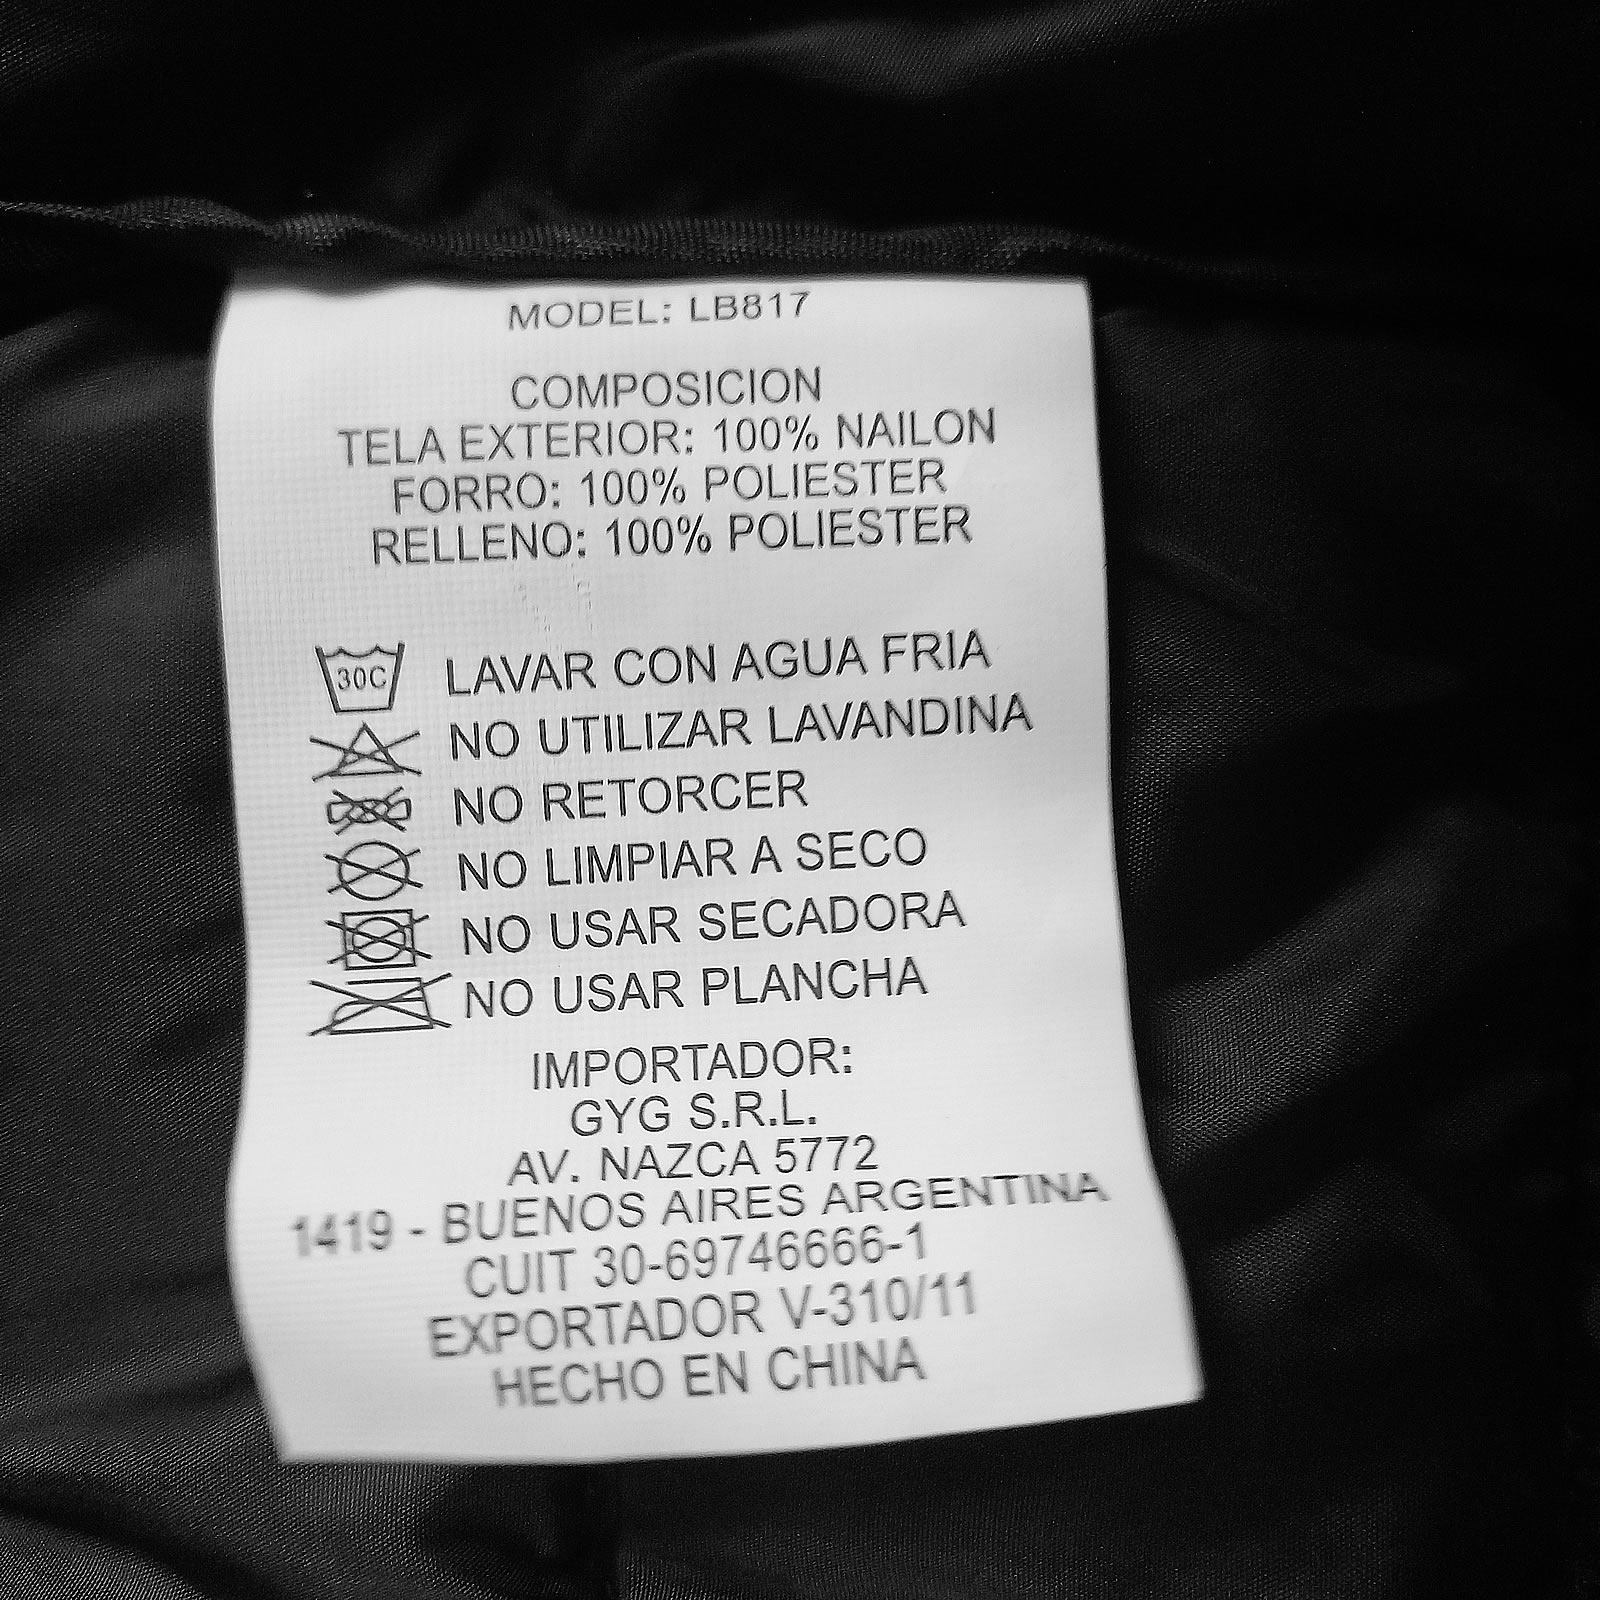 MODEL: LB817
COMPOSICION
TELA EXTERIOR: 100% NAILON
FORRO: 100% POLIESTER
RELLENO: 100% POLIESTER
30C LAVAR CON AGUA FRIA
NO UTILIZAR LAVANDINA
NO RETORCER
NO LIMPIAR A SECO
NO USAR SECADORA
NO USAR PLANCHA
IMPORTADOR:
GYG S.R.L.
AV. NAZCA 5772
1419 - BUENOS AIRES ARGENTINA
CUIT 30-69746666-1
EXPORTADOR V-310/11
HECHO EN CHINA